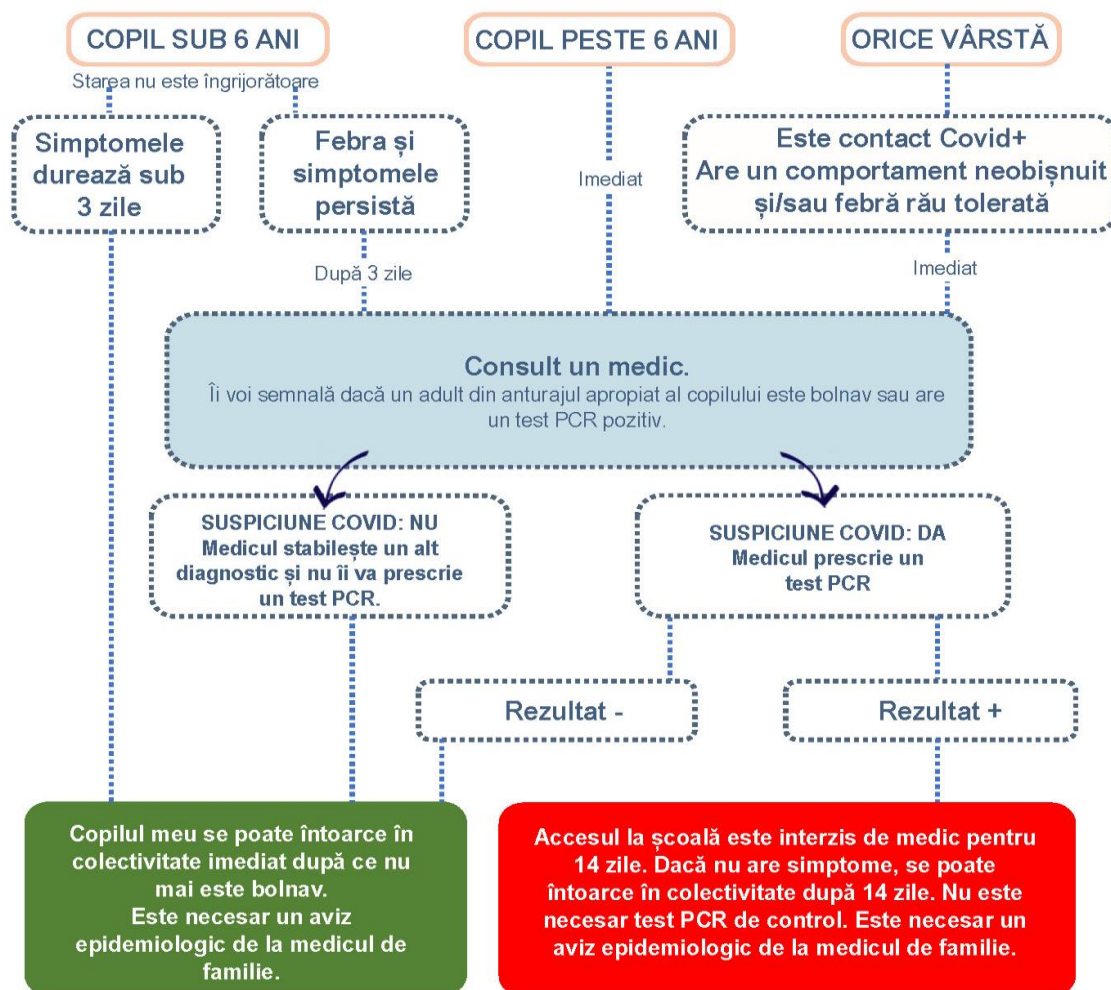 COPIL SUB 6 ANI
COPIL PESTE 6 ANI
ORICE VÂRSTĂ
Starea nu este îngrijorătoare
Simptomele
durează sub
3 zile
Febra și
simptomele
persistă
Imediat
Este contact Covid+
Are un comportament neobișnuit
și/sau febră rău tolerată
După 3 zile
Imediat
Consult un medic.
Îi voi semnală dacă un adult din anturajul apropiat al copilului este bolnav sau are
un test PCR pozitiv.
SUSPICIUNE COVID: NU
Medicul stabilește un alt
diagnostic și nu îi va prescrie
un test PCR.
SUSPICIUNE COVID: DA
Medicul prescrie un
test PCR
Rezultat -
Rezultat +
Copilul meu se poate întoarce în
colectivitate imediat după ce nu
mai este bolnav.
Este necesar un aviz
epidemiologic de la medicul de
familie.
Accesul la școală este interzis de medic pentru
14 zile. Dacă nu are simptome, se poate
întoarce în colectivitate după 14 zile. Nu este
necesar test PCR de control. Este necesar un
aviz epidemiologic de la medicul de familie.